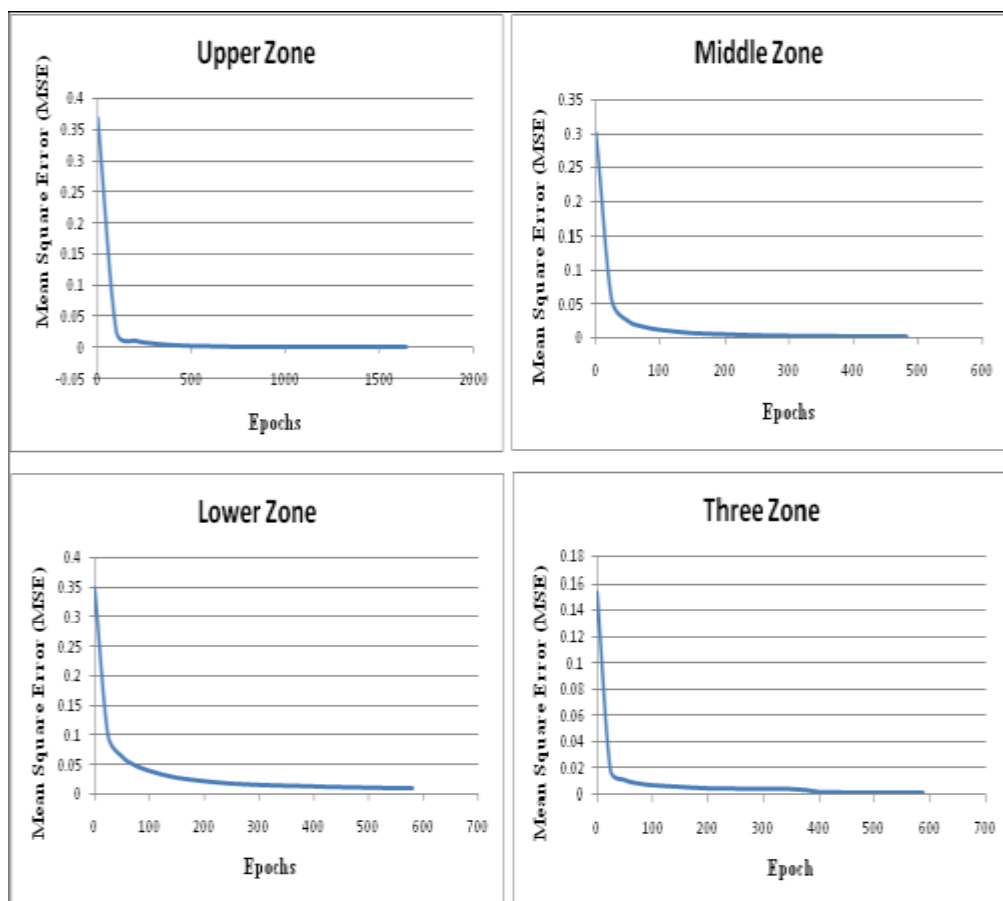 Upper Zone
Mean Square Error (MSE)
0.4
0.35
0.3
0.25
0.2
0.15
0.1
0.05
0
-0.05
0 500 1000 1500 2000
Epochs
Middle Zone
Mean Square Error (MSE)
0.35
0.3
0.25
0.2
0.15
0.1
0.05
0
0 100 200 300 400 500 600
Epochs
Lower Zone
Mean Square Error (MSE)
0.4
0.35
0.3
0.25
0.2
0.15
0.1
0.05
0
0 100 200 300 400 500 600 700
Epochs
Three Zone
Mean Square Error (MSE)
0.18
0.16
0.14
0.12
0.1
0.08
0.06
0.04
0.02
0
0 100 200 300 400 500 600 700
Epoch